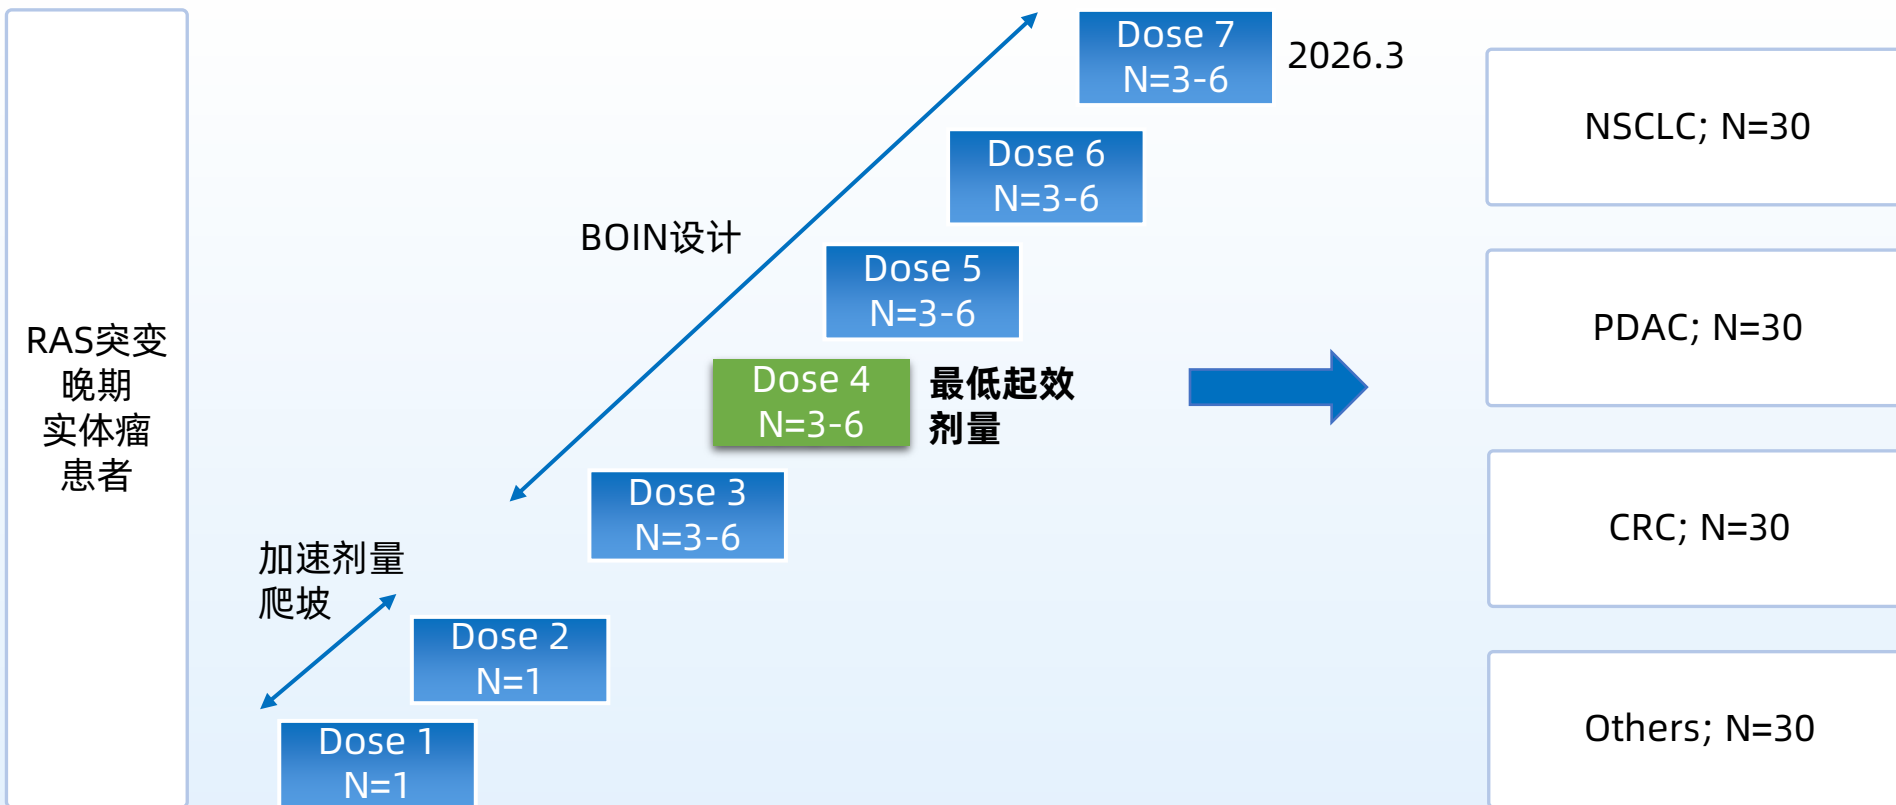 RAS突变
晚期
实体瘤
患者
加速剂量
爬坡
BOIN设计
Dose 7
N=3-6
2026.3
Dose 6
N=3-6
Dose 5
N=3-6
Dose 4
N=3-6
最低起效
剂量
Dose 3
N=3-6
Dose 2
N=1
Dose 1
N=1
NSCLC; N=30
PDAC; N=30
CRC; N=30
Others; N=30